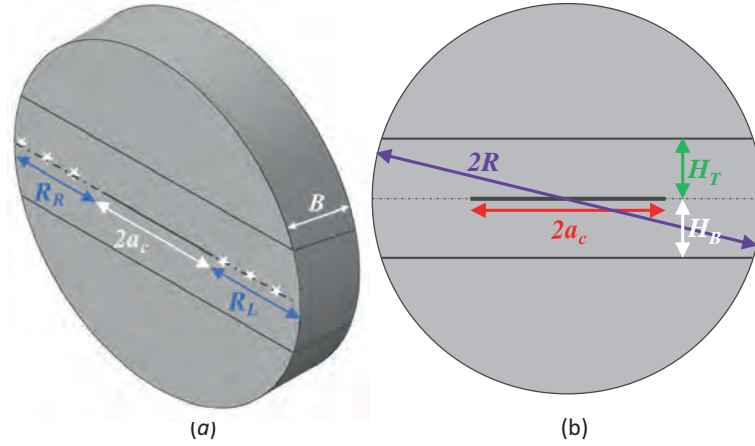 B
R_R
2a_c
R_L
(a)
2R
H_T
2a_c
H_B
(b)